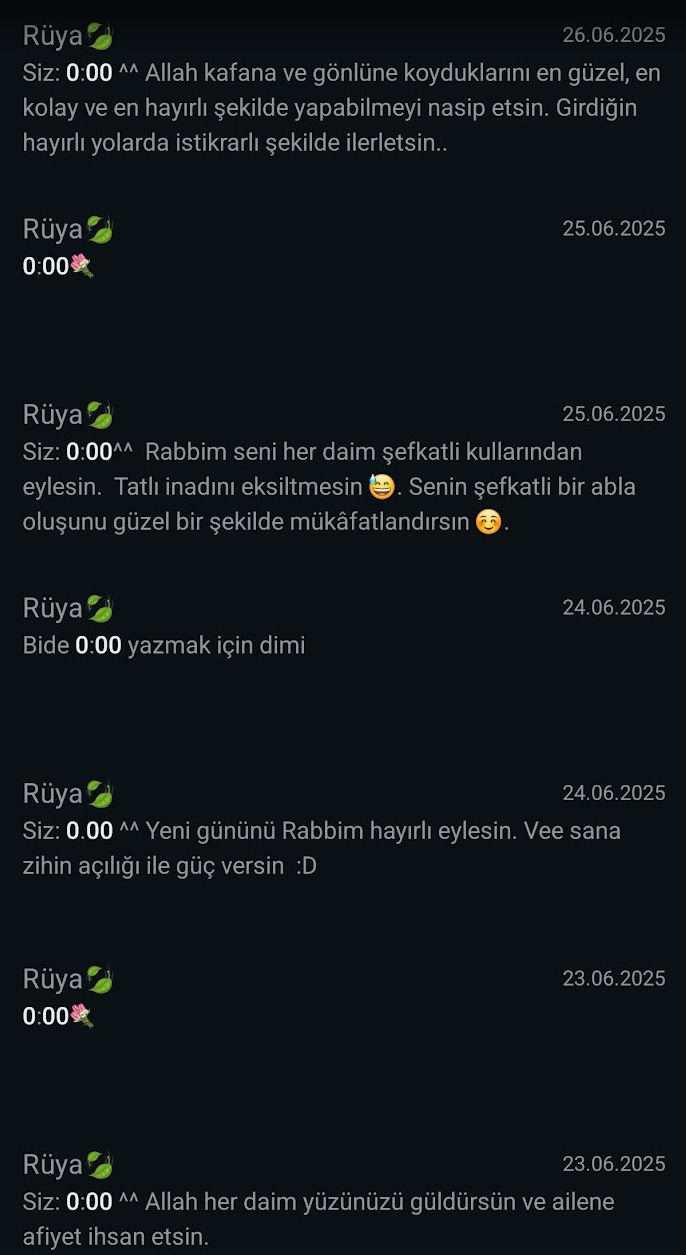 Rüya🍃 26.06.2025
Siz: 0:00 ^^ Allah kafana ve gönlüne koyduklarını en güzel, en
kolay ve en hayırlı şekilde yapabilmeyi nasip etsin. Girdiğin
hayırlı yolarda istikrarlı şekilde ilerletsin..
Rüya🍃 25.06.2025
0:00💐
Rüya🍃 25.06.2025
Siz: 0:00^^  Rabbim seni her daim şefkatli kullarından
eylesin.  Tatlı inadını eksiltmesin 😅. Senin şefkatli bir abla
oluşunu güzel bir şekilde mükâfatlandırsın ☺️.
Rüya🍃 24.06.2025
Bide 0:00 yazmak için dimi
Rüya🍃 24.06.2025
Siz: 0.00 ^^ Yeni gününü Rabbim hayırlı eylesin. Vee sana
zihin açılığı ile güç versin  :D
Rüya🍃 23.06.2025
0:00💐
Rüya🍃 23.06.2025
Siz: 0:00 ^^ Allah her daim yüzünüzü güldürsün ve ailene
afiyet ihsan etsin.